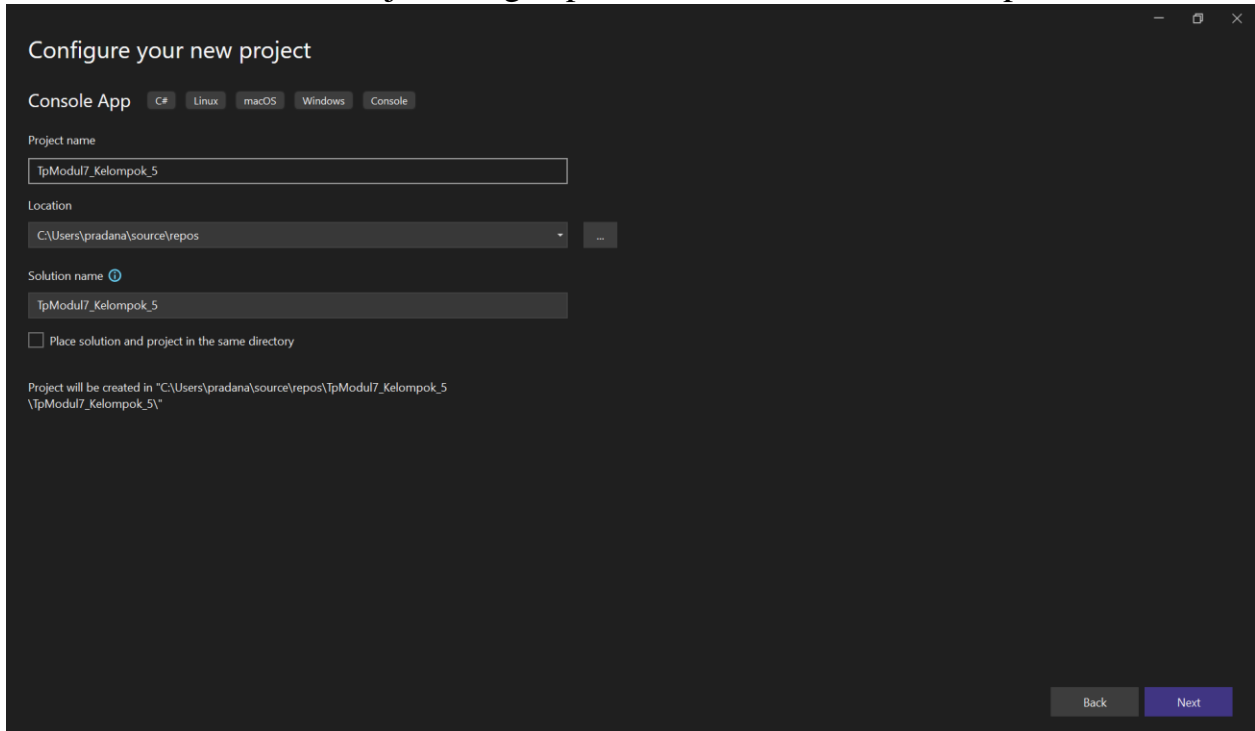 Configure your new project
Console App C# Linux macOS Windows Console
Project name
TpModul7_Kelompok_5
Location
C:\Users\pradana\source\repos
...
Solution name
TpModul7_Kelompok_5
Place solution and project in the same directory
Project will be created in "C:\Users\pradana\source\repos\TpModul7_Kelompok_5
\TpModul7_Kelompok_5\"
Back Next